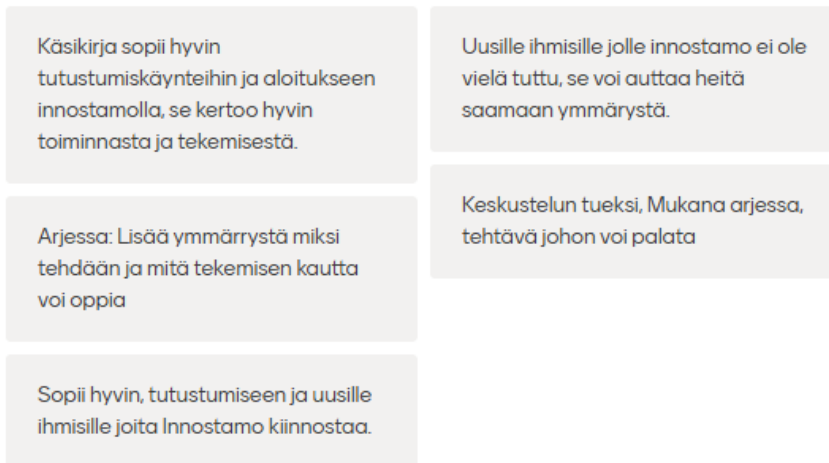 Käsikirja sopii hyvin
tutustumiskäynteihin ja aloitukseen
innostamolla, se kertoo hyvin
toiminnasta ja tekemisestä.
Arjessa: Lisää ymmärrystä miksi
tehdään ja mitä tekemisen kautta
voi oppia
Sopii hyvin, tutustumiseen ja uusille
ihmisille joita Innostamo kiinnostaa.
Uusille ihmisille jolle innostamo ei ole
vielä tuttu, se voi auttaa heitä
saamaan ymmärystä.
Keskustelun tueksi, Mukana arjessa,
tehtävä johon voi palata